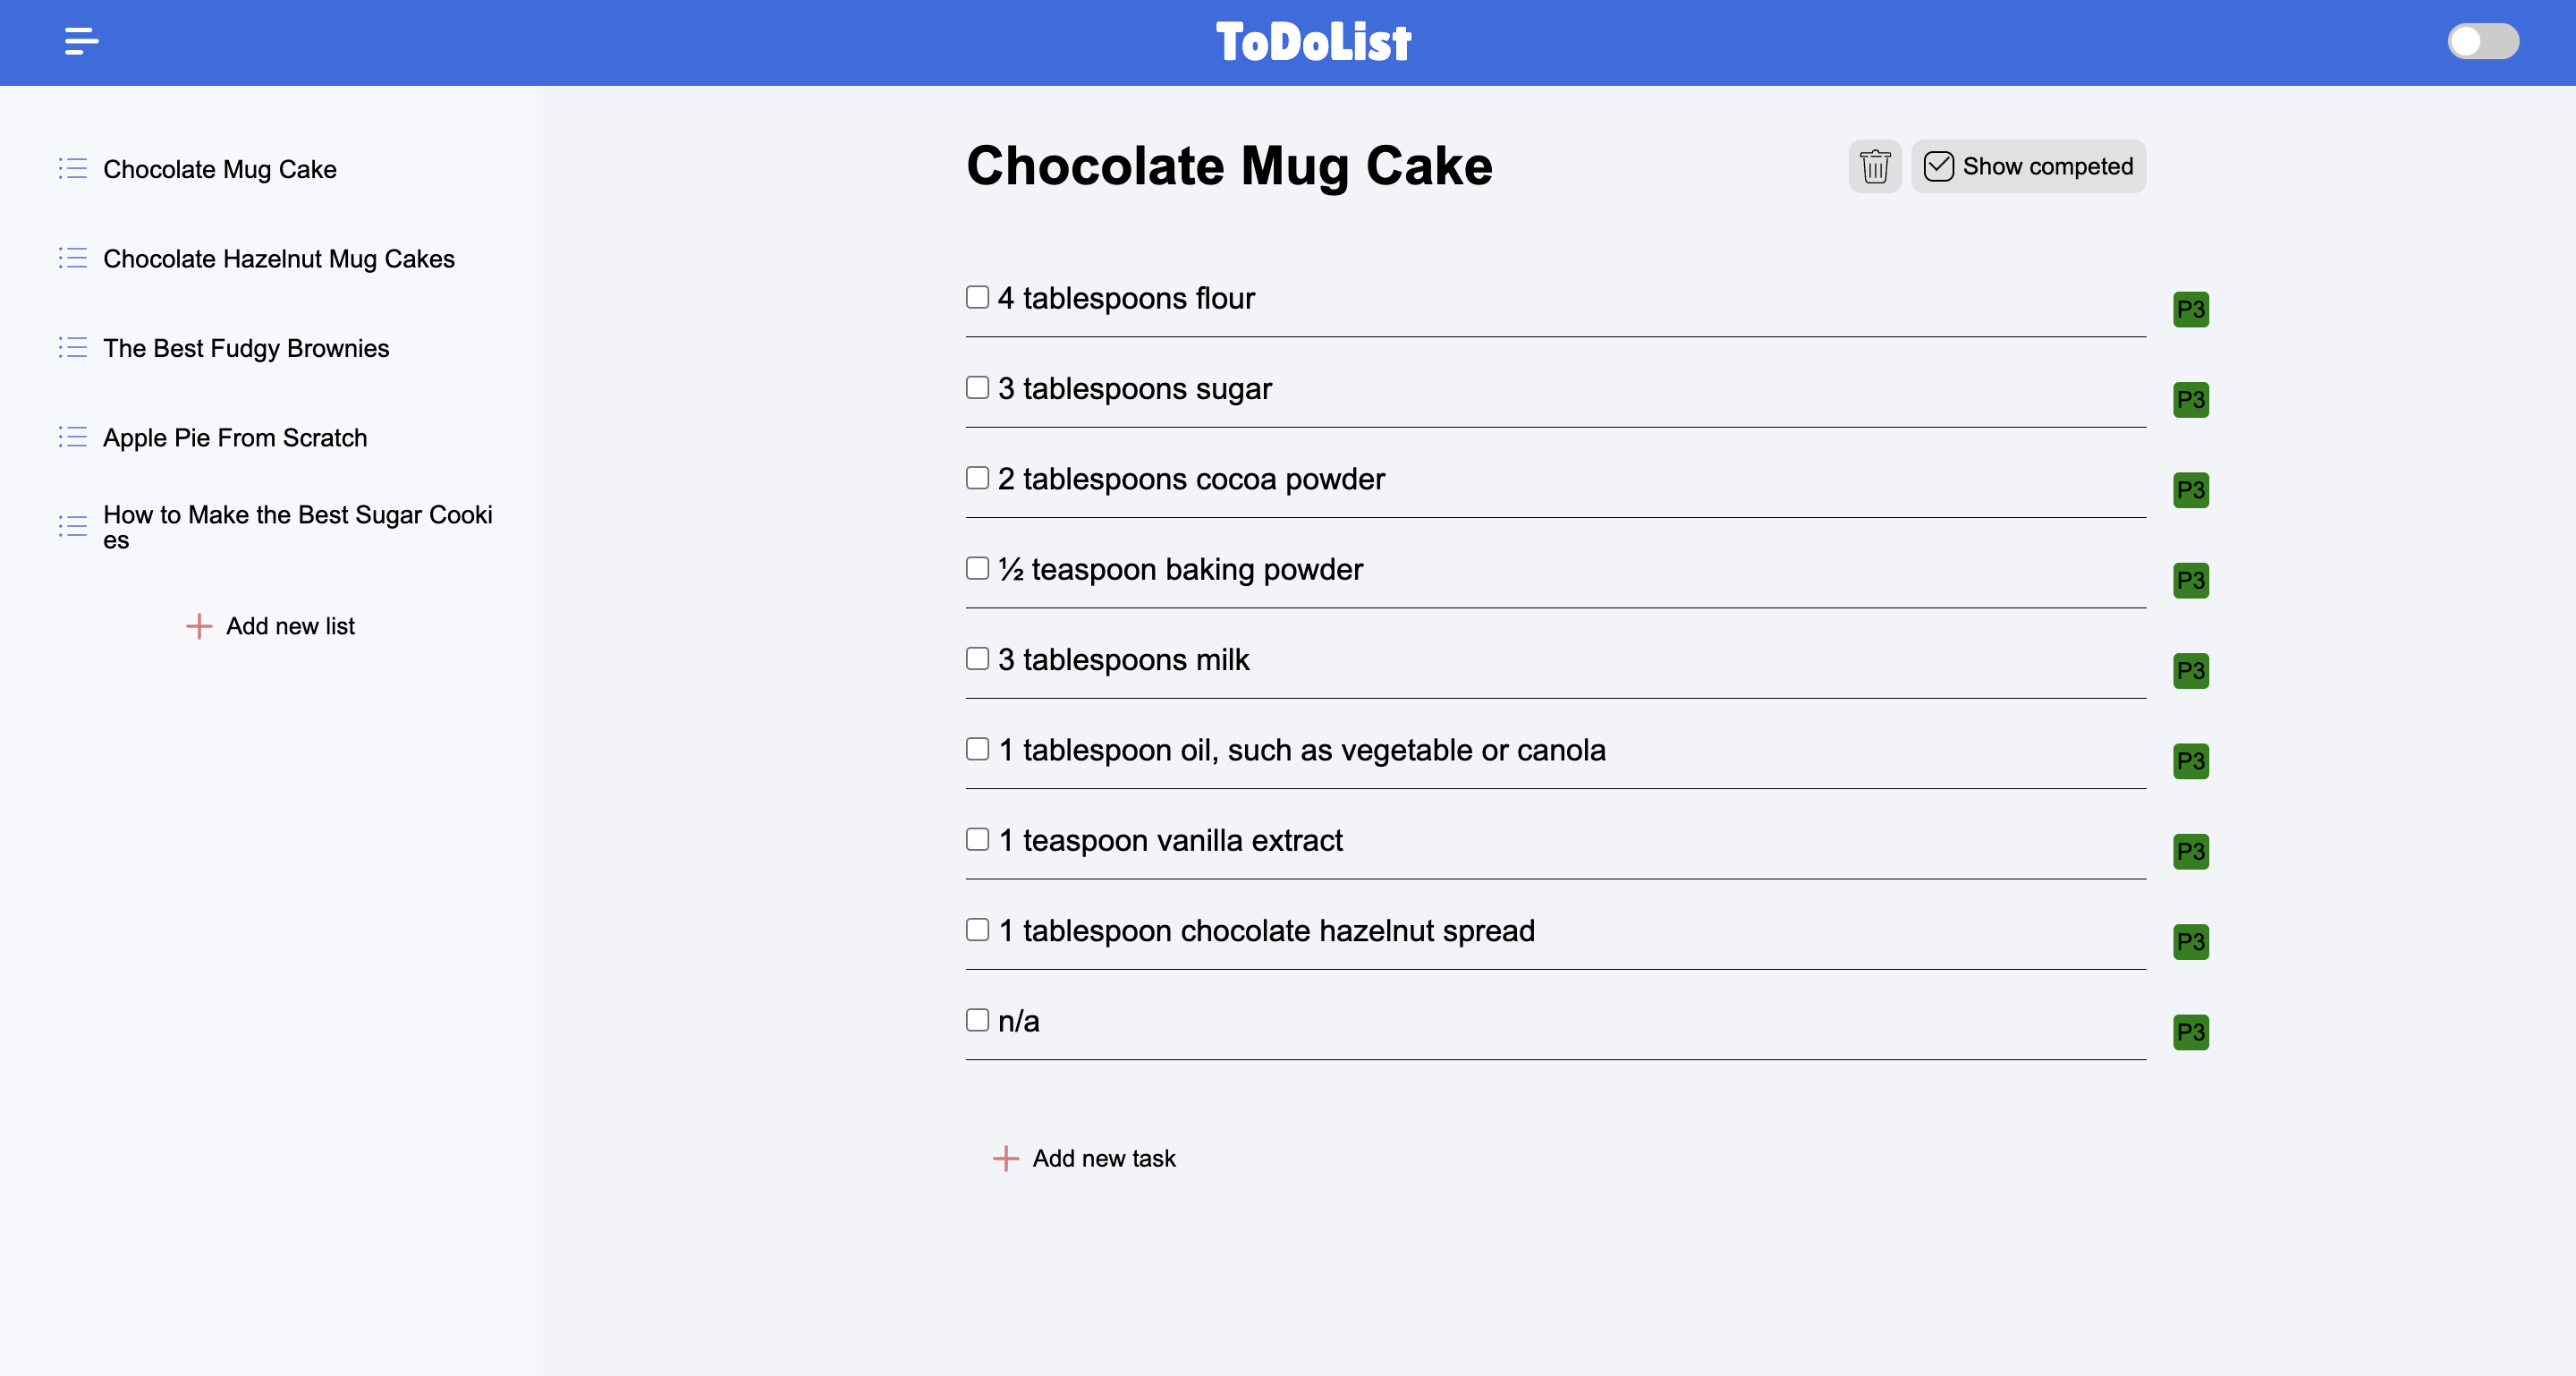 ToDoList
Chocolate Mug Cake
Chocolate Hazelnut Mug Cakes
The Best Fudgy Brownies
Apple Pie From Scratch
How to Make the Best Sugar Cooki
es
Add new list
Chocolate Mug Cake
Show competed
4 tablespoons flour
P3
3 tablespoons sugar
P3
2 tablespoons cocoa powder
P3
½ teaspoon baking powder
P3
3 tablespoons milk
P3
1 tablespoon oil, such as vegetable or canola
P3
1 teaspoon vanilla extract
P3
1 tablespoon chocolate hazelnut spread
P3
n/a
P3
Add new task